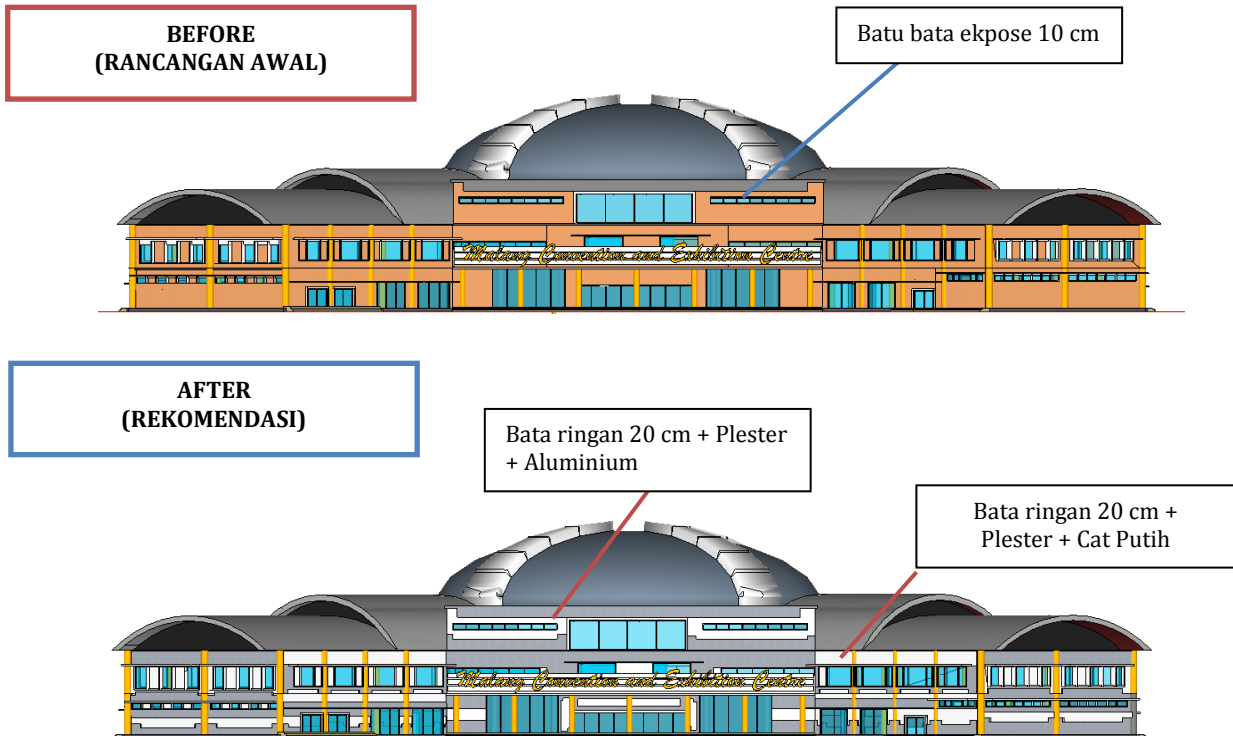 BEFORE
(RANCANGAN AWAL)
Batu bata ekpose 10 cm
Malang Convention and Exhibition Centre
AFTER
(REKOMENDASI)
Bata ringan 20 cm + Plester
+ Aluminium
Bata ringan 20 cm +
Plester + Cat Putih
Malang Convention and Exhibition Centre